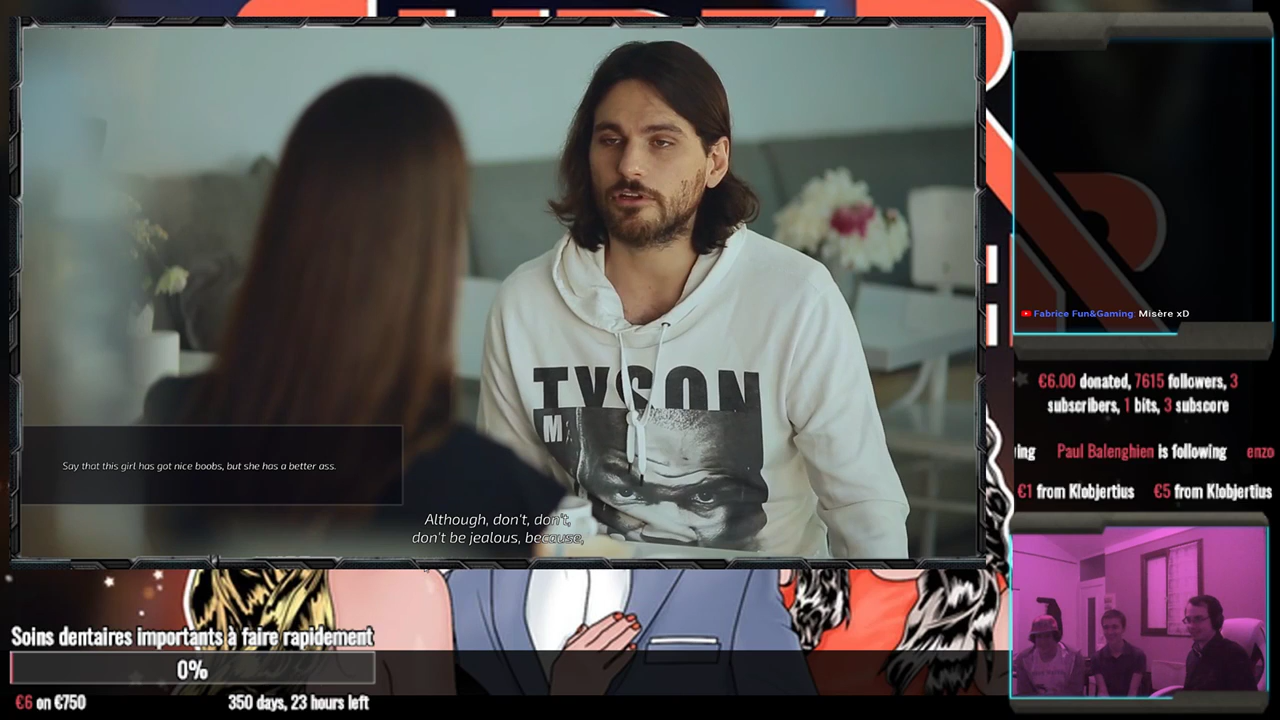 Fabrice Fun&Gaming: Misère xD
TYSON
M
Say that this girl has got nice boobs, but she has a better ass.
Although, don't, don't,
don't be jealous, because,
€6.00 donated, 7615 followers, 3
subscribers, 1 bits, 3 subscore
ing Paul Balenghien is following enzo
€1 from Klobjertius €5 from Klobjertius
Soins dentaires importants à faire rapidement
0%
€6 on €750
350 days, 23 hours left